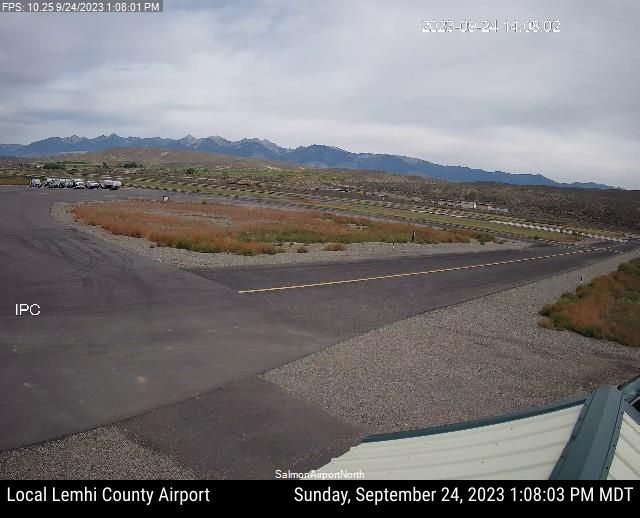 FPS: 10.25 9/24/2023 1:08:01 PM
2023-09-24 14:08:02
IPC
SalmonAirportNorth
Local Lemhi County Airport
Sunday, September 24, 2023 1:08:03 PM MDT